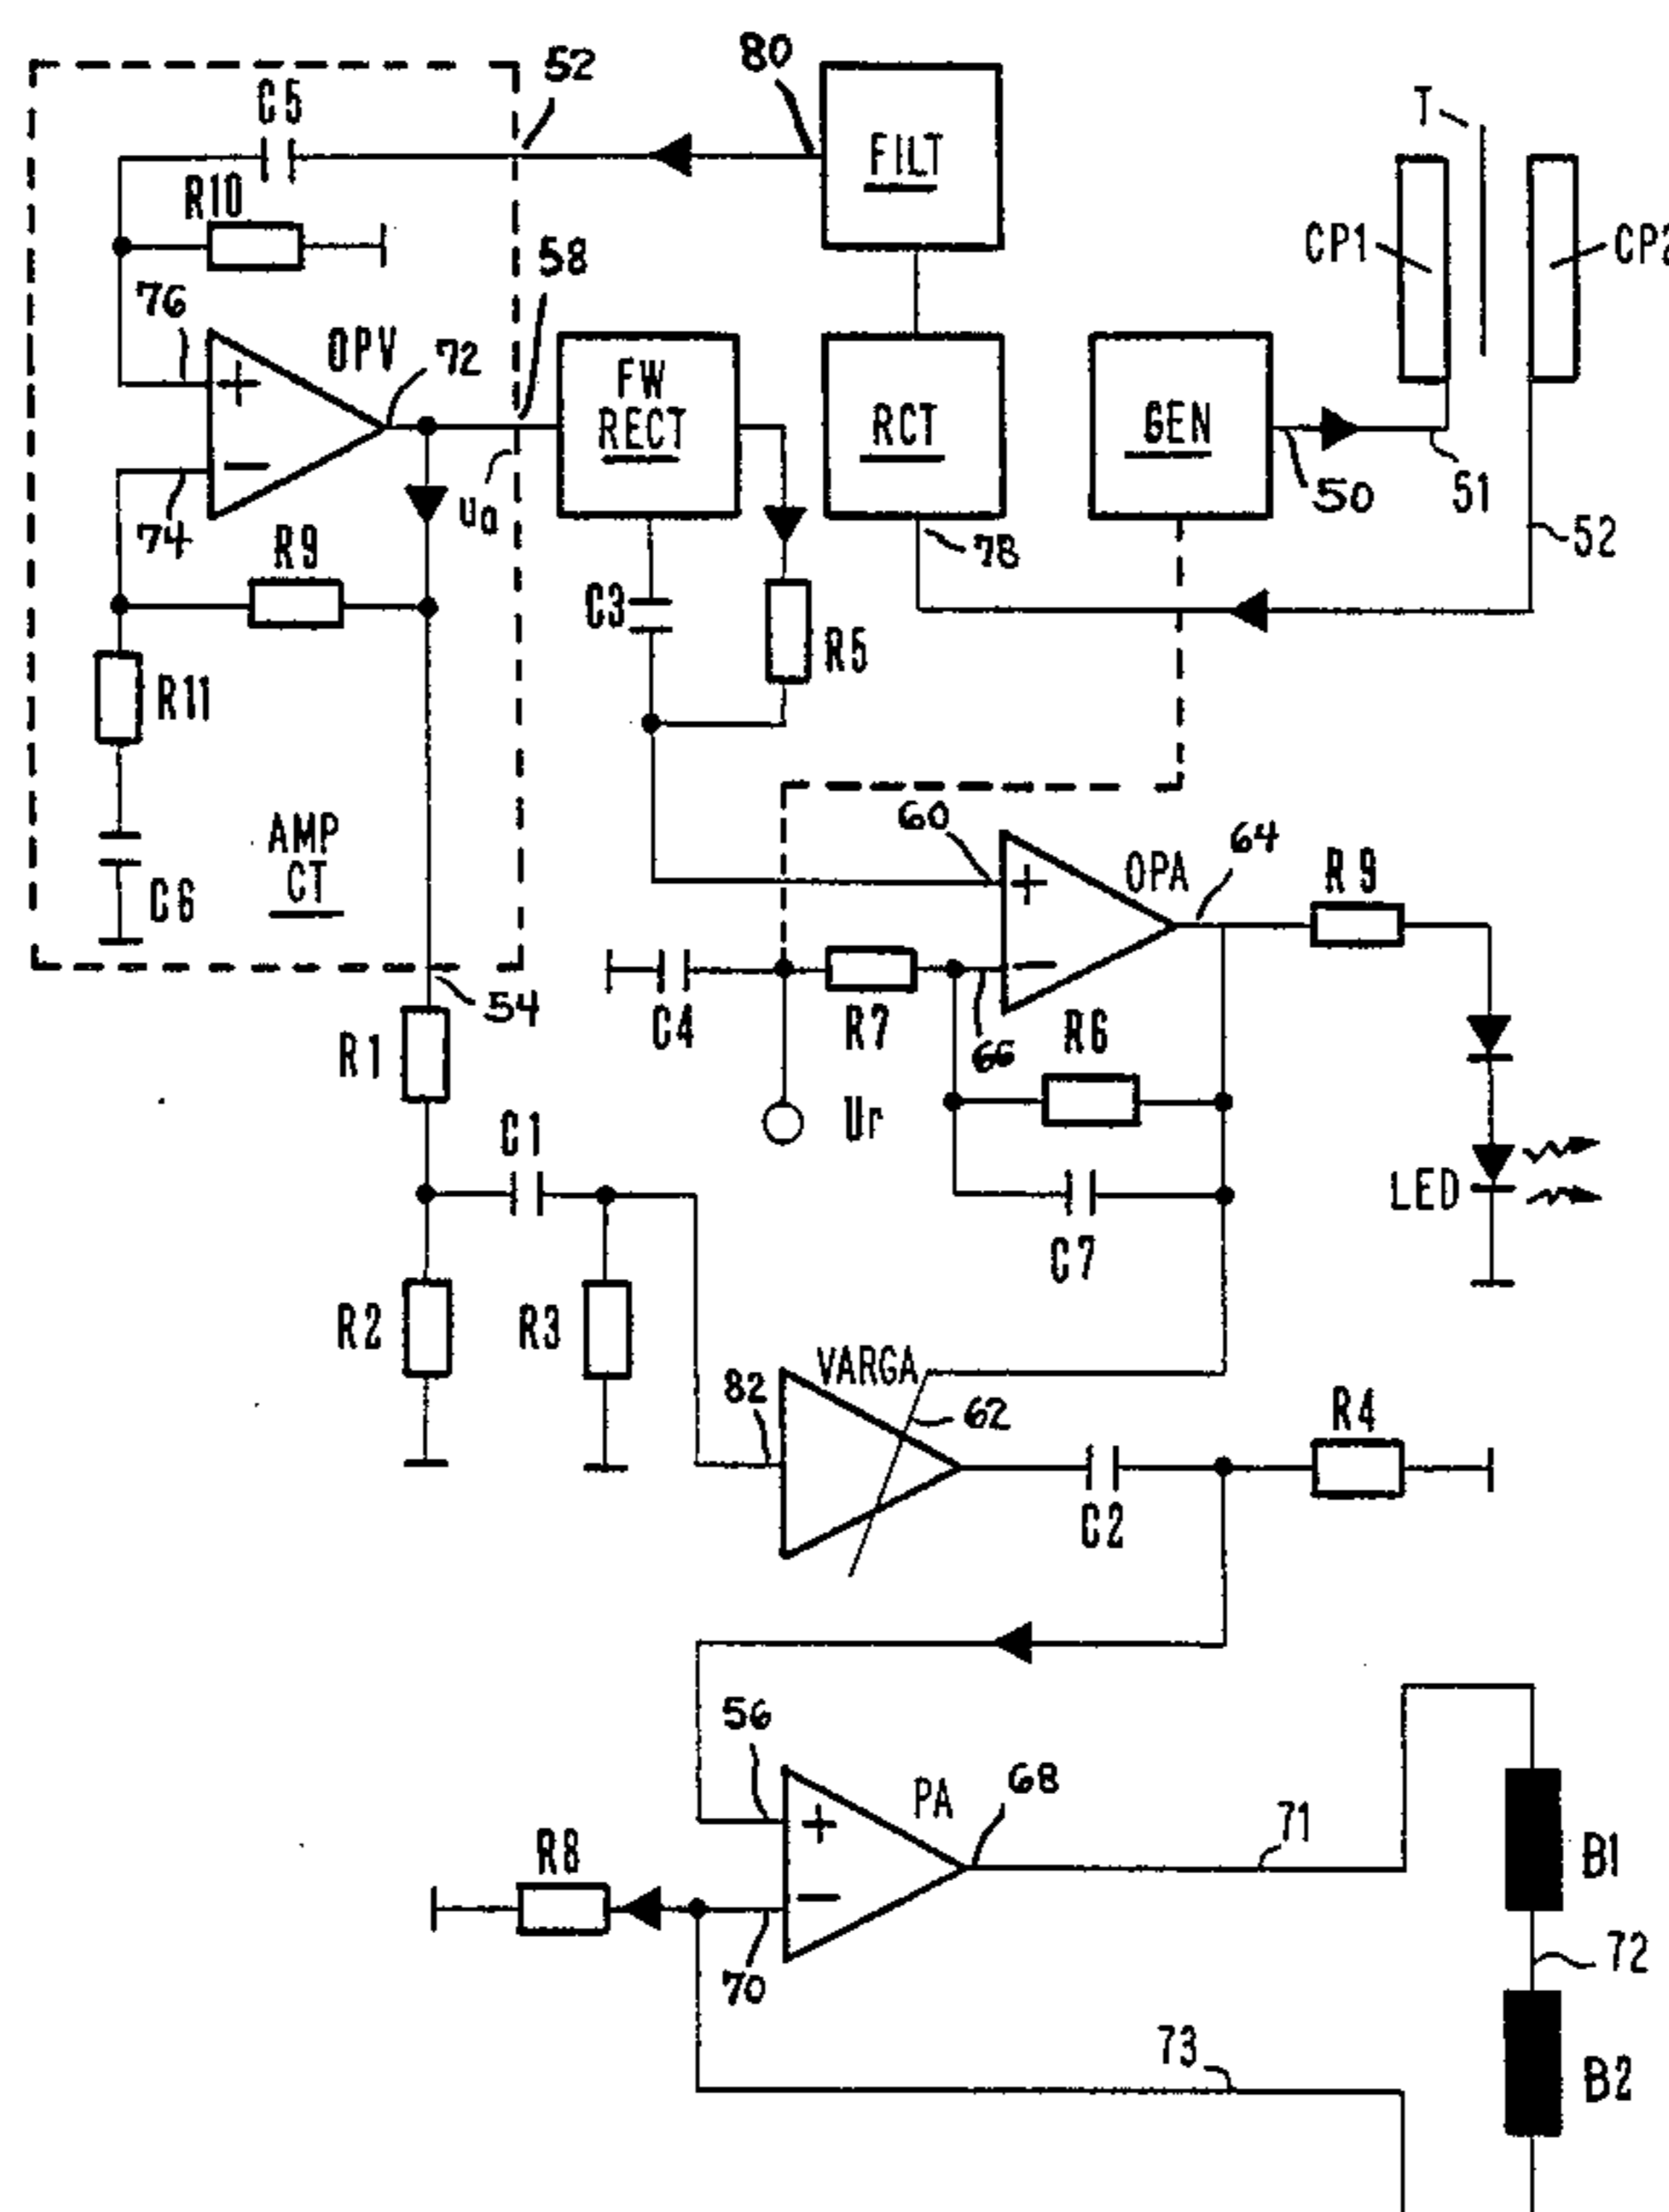 52
80
C5
FILT
T
R10
CP1
CP2
58
76
OPV
72
FW
RECT
RCT
GEN
74
U0
50
51
78
52
R9
C3
R5
R11
60
64
AMP
CT
OPA
R9
C6
54
R1
C4
R7
66
R6
Ur
C1
LED
C7
R2
R3
VARGA
82
62
R4
C2
56
PA
68
71
R8
B1
70
72
73
B2